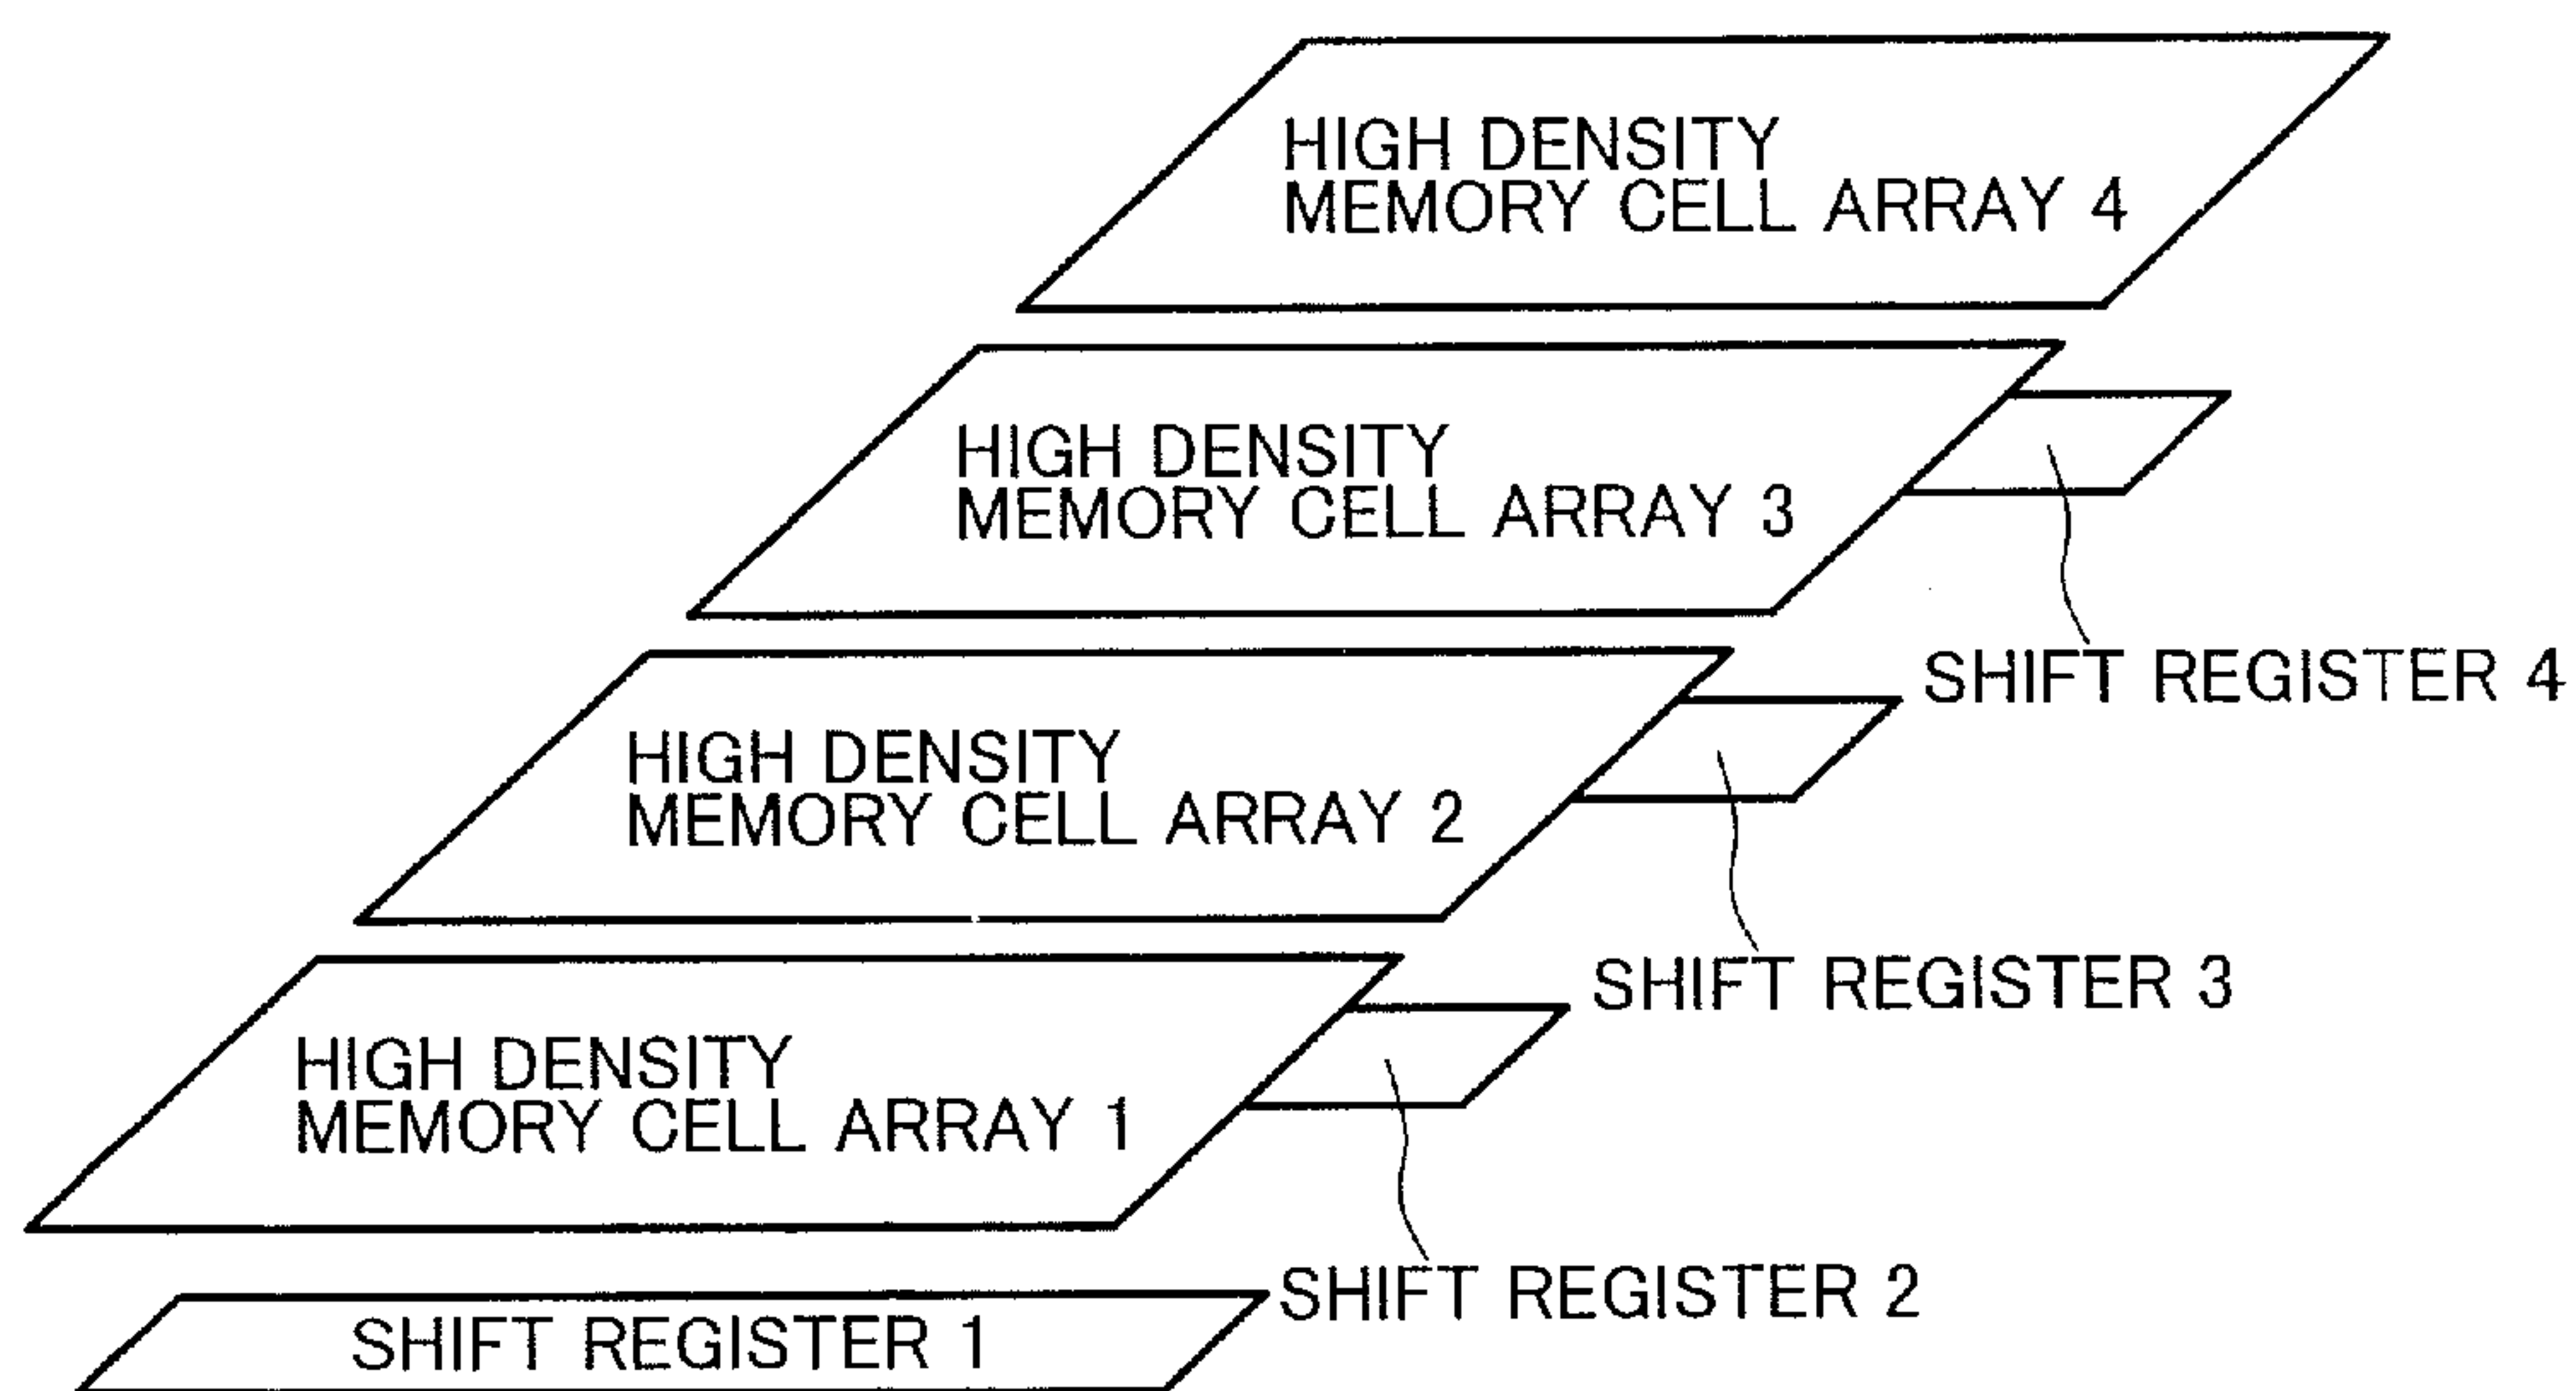 HIGH DENSITY
MEMORY CELL ARRAY 4
HIGH DENSITY
MEMORY CELL ARRAY 3
SHIFT REGISTER 4
HIGH DENSITY
MEMORY CELL ARRAY 2
SHIFT REGISTER 3
HIGH DENSITY
MEMORY CELL ARRAY 1
SHIFT REGISTER 2
SHIFT REGISTER 1